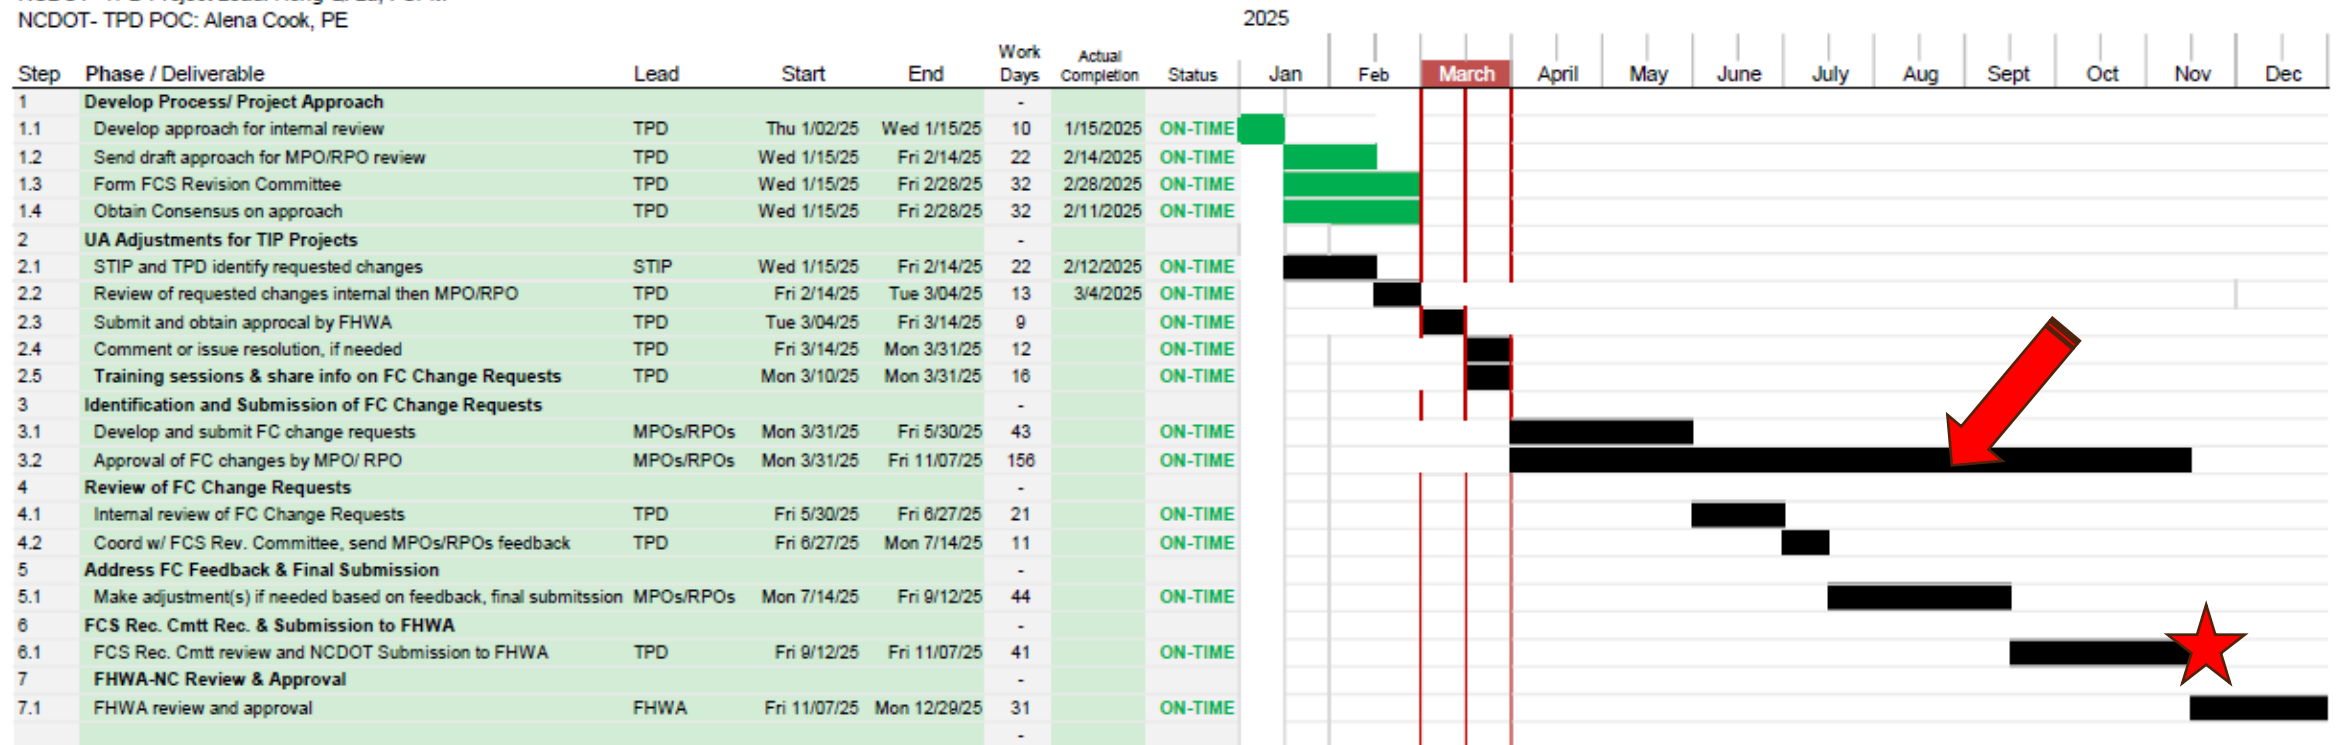 NCDOT- TPD POC: Alena Cook, PE
2025
Step Phase / Deliverable Lead Start End Work Days Actual Completion Status Jan Feb March April May June July Aug Sept Oct Nov Dec
1 Develop Process/ Project Approach -
1.1 Develop approach for internal review TPD Thu 1/02/25 Wed 1/15/25 10 1/15/2025 ON-TIME
1.2 Send draft approach for MPO/RPO review TPD Wed 1/15/25 Fri 2/14/25 22 2/14/2025 ON-TIME
1.3 Form FCS Revision Committee TPD Wed 1/15/25 Fri 2/28/25 32 2/28/2025 ON-TIME
1.4 Obtain Consensus on approach TPD Wed 1/15/25 Fri 2/28/25 32 2/11/2025 ON-TIME
2 UA Adjustments for TIP Projects -
2.1 STIP and TPD identify requested changes STIP Wed 1/15/25 Fri 2/14/25 22 2/12/2025 ON-TIME
2.2 Review of requested changes internal then MPO/RPO TPD Fri 2/14/25 Tue 3/04/25 13 3/4/2025 ON-TIME
2.3 Submit and obtain approcal by FHWA TPD Tue 3/04/25 Fri 3/14/25 9 ON-TIME
2.4 Comment or issue resolution, if needed TPD Fri 3/14/25 Mon 3/31/25 12 ON-TIME
2.5 Training sessions & share info on FC Change Requests TPD Mon 3/10/25 Mon 3/31/25 16 ON-TIME
3 Identification and Submission of FC Change Requests -
3.1 Develop and submit FC change requests MPOs/RPOs Mon 3/31/25 Fri 5/30/25 43 ON-TIME
3.2 Approval of FC changes by MPO/ RPO MPOs/RPOs Mon 3/31/25 Fri 11/07/25 156 ON-TIME
4 Review of FC Change Requests -
4.1 Internal review of FC Change Requests TPD Fri 5/30/25 Fri 6/27/25 21 ON-TIME
4.2 Coord w/ FCS Rev. Committee, send MPOs/RPOs feedback TPD Fri 6/27/25 Mon 7/14/25 11 ON-TIME
5 Address FC Feedback & Final Submission -
5.1 Make adjustment(s) if needed based on feedback, final submitssion MPOs/RPOs Mon 7/14/25 Fri 9/12/25 44 ON-TIME
6 FCS Rec. Cmtt Rec. & Submission to FHWA -
6.1 FCS Rec. Cmtt review and NCDOT Submission to FHWA TPD Fri 9/12/25 Fri 11/07/25 41 ON-TIME
7 FHWA-NC Review & Approval -
7.1 FHWA review and approval FHWA Fri 11/07/25 Mon 12/29/25 31 ON-TIME
-